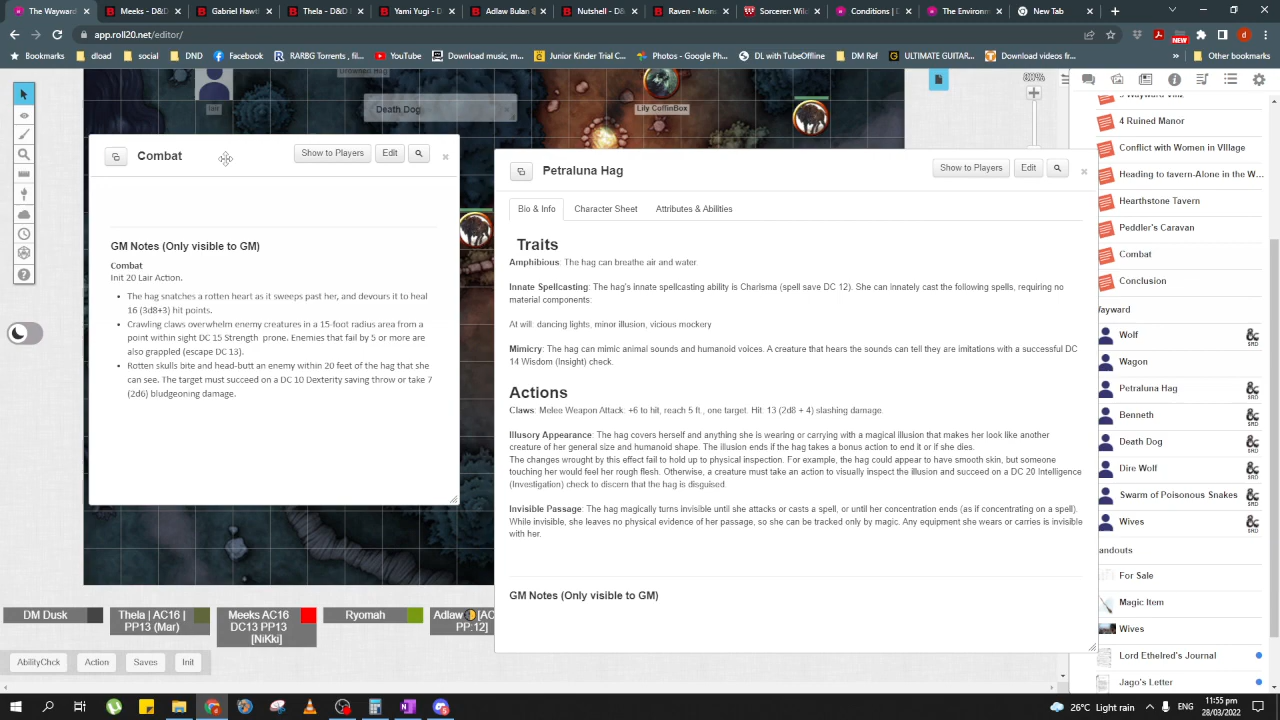 The Wayside - D
Meeting Notes -
app.roll20.net/editor/
Apps
social
DND
Facebook
RARBG Torrents , fil...
YouTube
Download music, m...
Junior Kinder Trial C...
Google Photos - Google Ph...
DL with TubeOffline
DM Ref
ULTIMATE GUITAR...
Download videos f...
Other bookmarks
Ian
Death Dog
Lily CoffinBox
Combat
Show to Players
Edit
GM Notes (Only visible to GM)
Combat
Init 20 Lair Action.
The hag snatches a rotten heart as it sweeps past her, and devours it to heal
16 (3d8+3) hit points.
Crawling claws overwhelm enemy creatures in a 15-foot radius area from a
point within sight DC 15 Strength prone. Enemies that fail by 5 or more are
also grappled (escape DC 13).
Rotten skulls bite and head-butt an enemy within 20 feet of the hag that she
can see. The target must succeed on a DC 10 Dexterity saving throw or take 7
(2d6) bludgeoning damage.
Petraluna Hag
Show to Players
Edit
Bio & Info
Character Sheet
Attributes & Abilities
Traits
Amphibious: The hag can breathe air and water.
Innate Spellcasting: The hag's innate spellcasting ability is Charisma (spell save DC 12). She can innately cast the following spells, requiring no
material components:
At will: dancing lights, minor illusion, vicious mockery
Mimicry: The hag can mimic animal sounds and humanoid voices. A creature that hears the sounds can tell they are imitations with a successful DC
14 Wisdom (Insight) check.
Actions
Claws: Melee Weapon Attack: +6 to hit, reach 5 ft., one target. Hit: 13 (2d8 + 4) slashing damage.
Illusory Appearance: The hag covers herself and anything she is wearing or carrying with a magical illusion that makes her look like another
creature of her general size and humanoid shape. The illusion ends if the hag takes a bonus action to end it or if she dies.
The changes wrought by this effect fail to hold up to physical inspection. For example, the hag could appear to have smooth skin, but someone
touching her would feel her rough flesh. Otherwise, a creature must take an action to visually inspect the illusion and succeed on a DC 20 Intelligence
(Investigation) check to discern that the hag is disguised.
Invisible Passage: The hag magically turns invisible until she attacks or casts a spell, or until her concentration ends (as if concentrating on a spell).
While invisible, she leaves no physical evidence of her passage, so she can be tracked only by magic. Any equipment she wears or carries is invisible
with her.
GM Notes (Only visible to GM)
4 Ruined Manor
Conflict with Women in VIllage
Heading to tavern-Alone in the W...
Hearthstone Tavern
Peddler's Caravan
Combat
Conclusion
Wolf
Wagon
Petraluna Hag
Benneth
Death Dog
Dire Wolf
Swarm of Poisonous Snakes
Wives
For Sale
Magic Item
Wives
Lord Ethelred's Journal
Jago's Letter
DM Dusk
Thela | AC16 |
PP13 (Mar)
Meeks AC16
DC13 PP13
[NiKki]
Ryomah
Adlaw [AC
PP:12]
AbilityChck
Action
Saves
Init
26°C Light rain
ENG
11:55 pm
28/03/2022